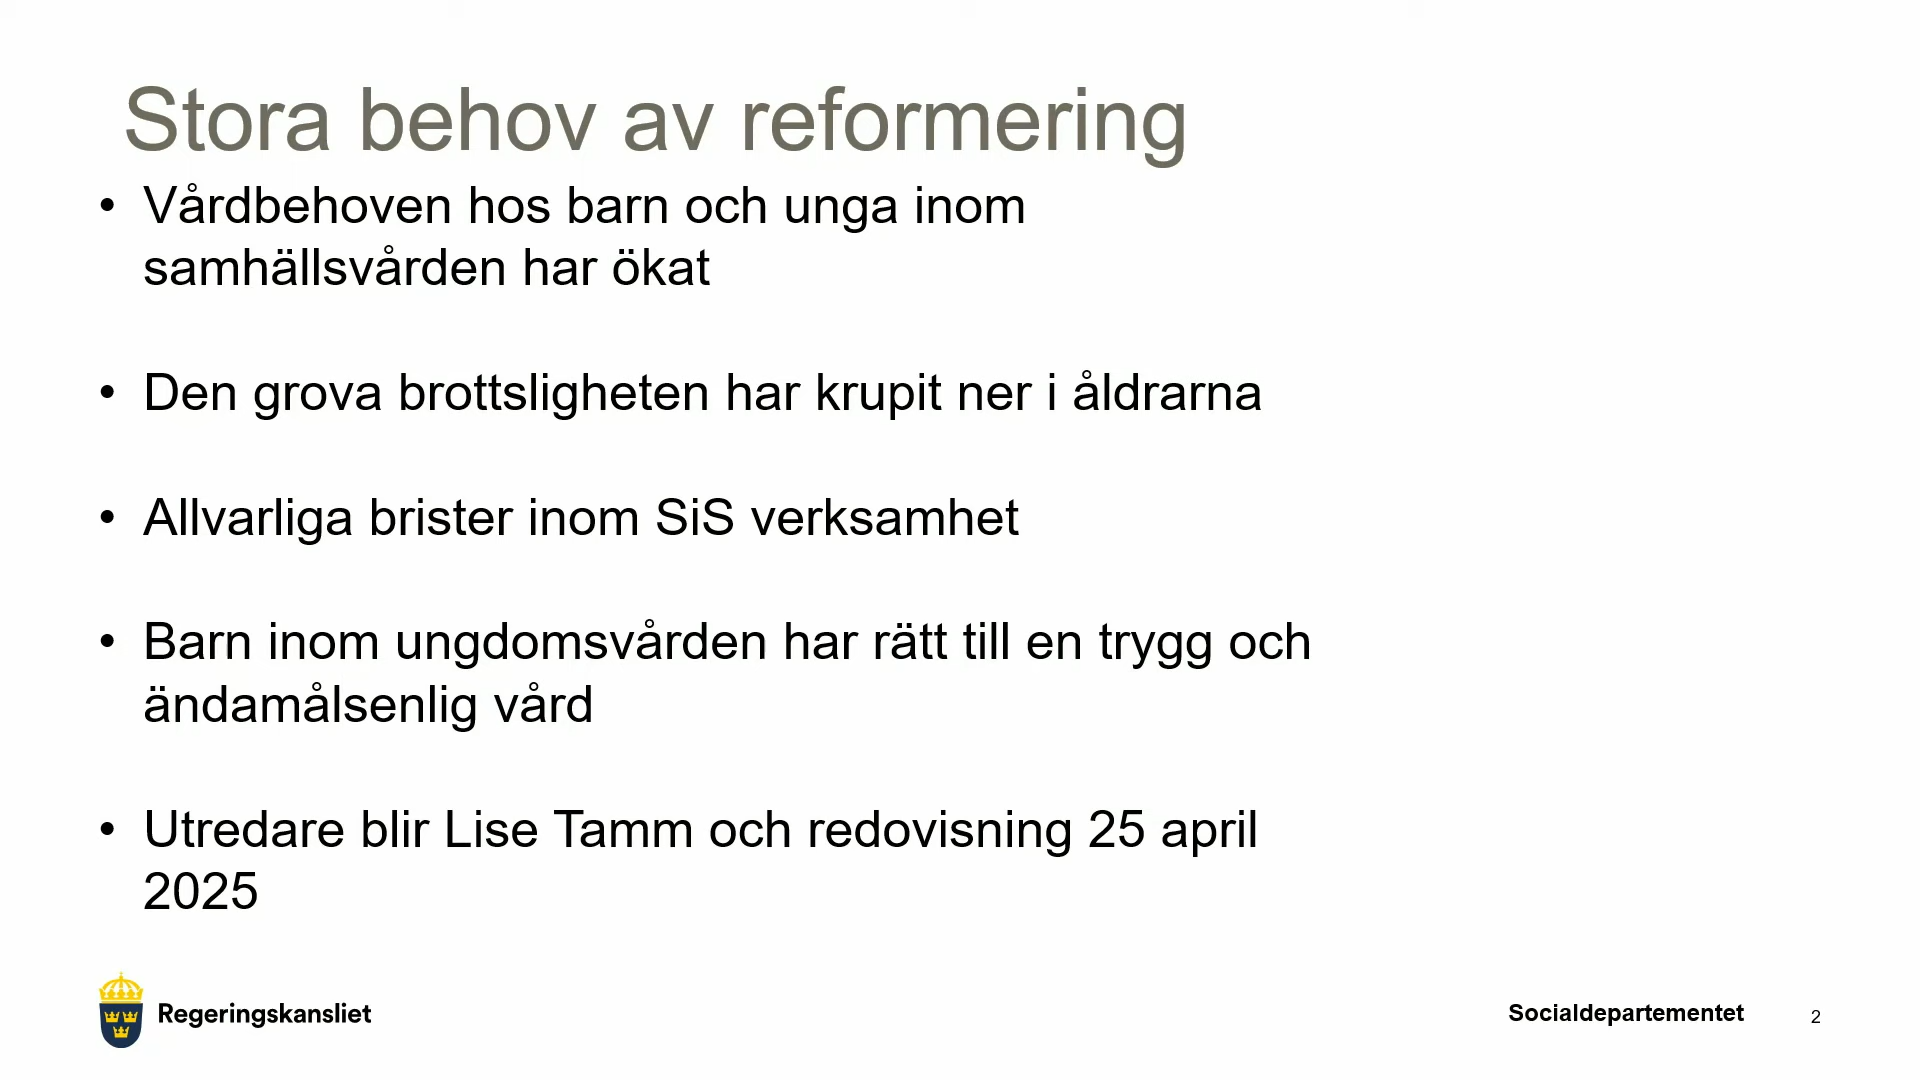 Stora behov av reformering
• Vårdbehoven hos barn och unga inom
samhällsvården har ökat
• Den grova brottsligheten har krupit ner i åldrarna
• Allvarliga brister inom SiS verksamhet
• Barn inom ungdomsvården har rätt till en trygg och
ändamålsenlig vård
• Utredare blir Lise Tamm och redovisning 25 april
2025
Regeringskansliet
Socialdepartementet
2